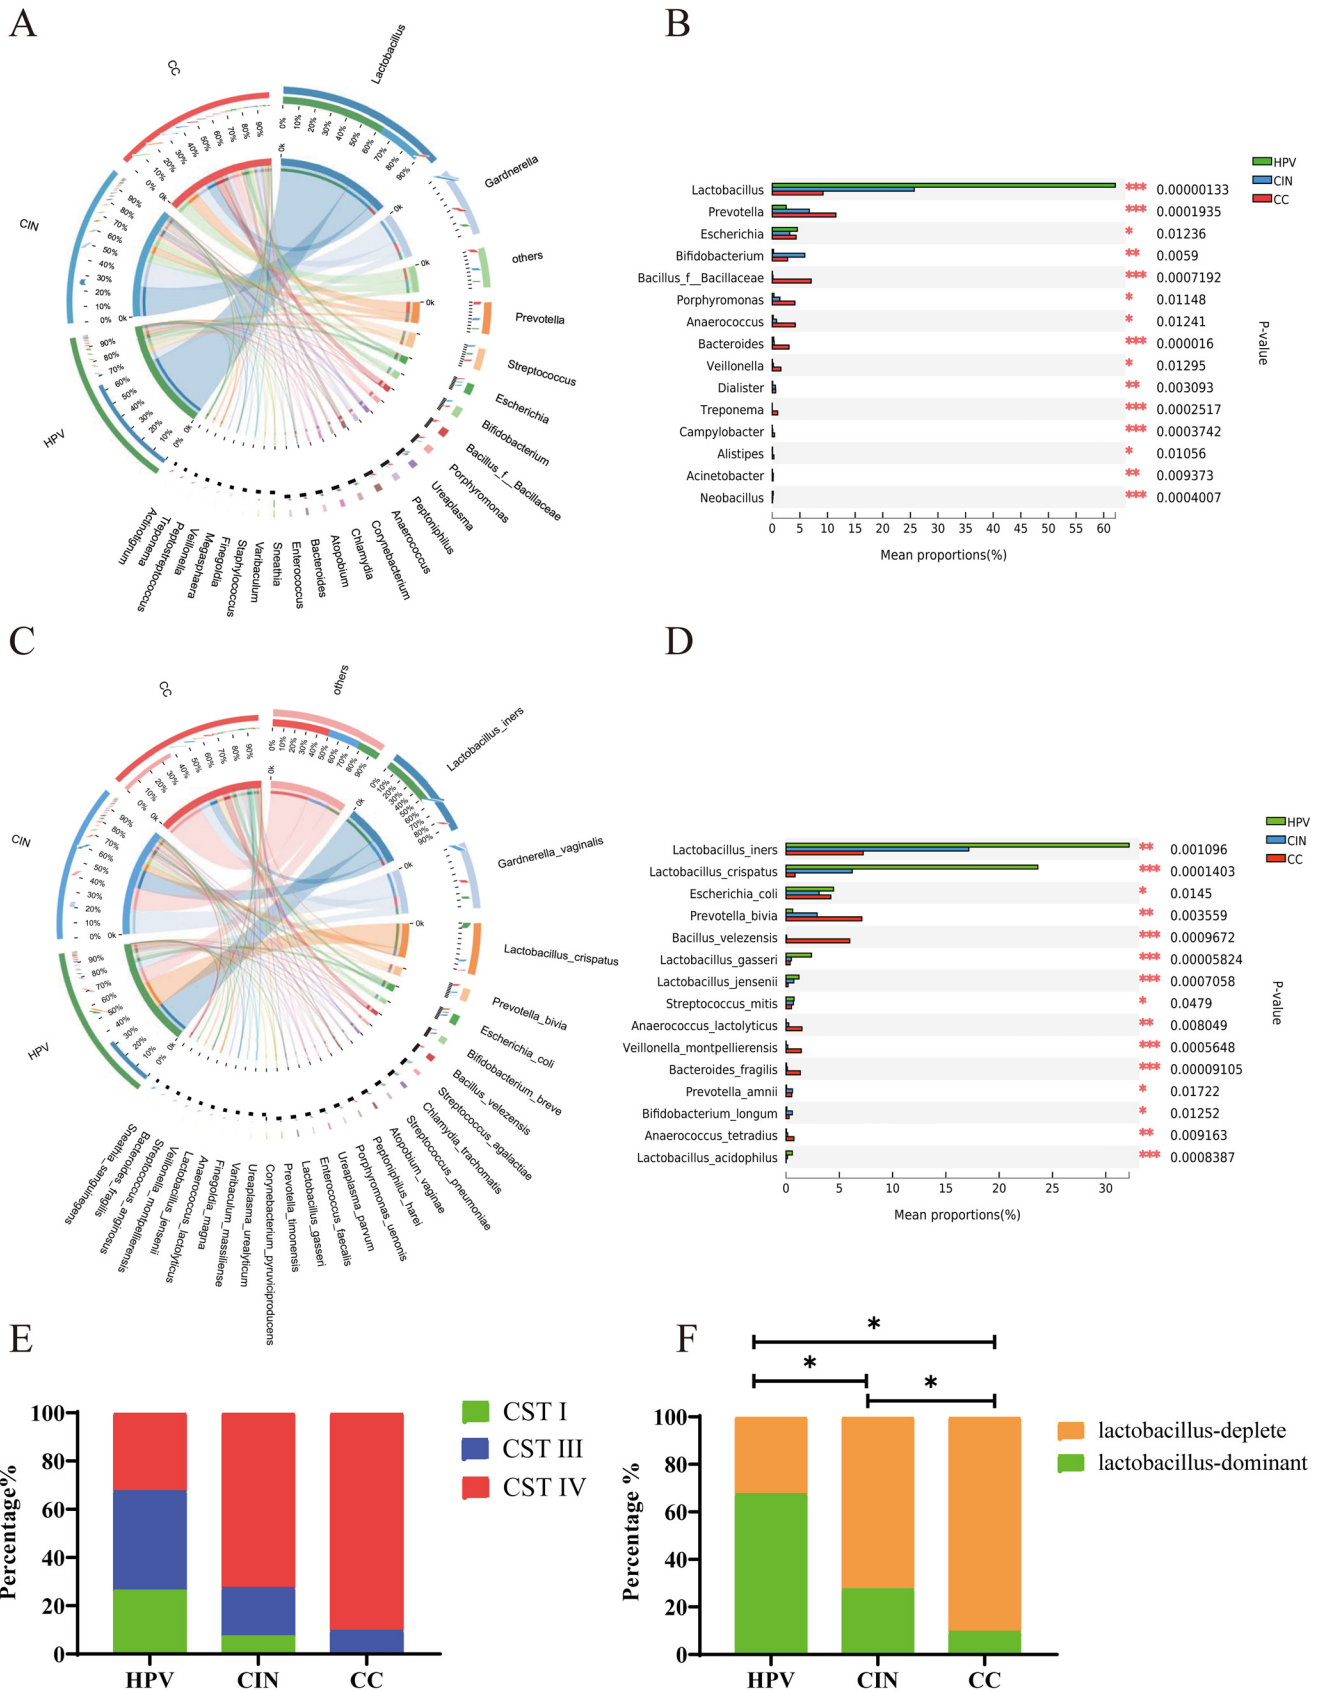 A
CC
Lactobacillus
Gardnerella
others
Prevotella
Streptococcus
Escherichia
Bifidobacterium
Bacillus_f__Bacillaceae
Porphyromonas
Ureaplasma
Peptoniphilus
Anaerococcus
Corynebacterium
Chlamydia
Atopobium
Bacteroides
Enterococcus
Sneathia
Varibaculum
Staphylococcus
Finegoldia
Megasphaera
Veillonella
Peptostreptococcus
Treponema
Actinotignum
HPV
CIN
B
HPV
CIN
CC
Lactobacillus *** 0.00000133
Prevotella *** 0.0001935
Escherichia * 0.01236
Bifidobacterium ** 0.0059
Bacillus_f__Bacillaceae *** 0.0007192
Porphyromonas * 0.01148
Anaerococcus * 0.01241
Bacteroides *** 0.000016
Veillonella * 0.01295
Dialister ** 0.003093
Treponema *** 0.0002517
Campylobacter *** 0.0003742
Alistipes * 0.01056
Acinetobacter ** 0.009373
Neobacillus *** 0.0004007
0 5 10 15 20 25 30 35 40 45 50 55 60
Mean proportions(%)
P-value
C
CC
others
Lactobacillus_iners
Gardnerella_vaginalis
Lactobacillus_crispatus
Prevotella_bivia
Escherichia_coli
Bifidobacterium_breve
Bacillus_velezensis
Streptococcus_agalactiae
Chlamydia_trachomatis
Streptococcus_pneumoniae
Atopobium_vaginae
Peptoniphilus_harei
Porphyromonas_uenonis
Ureaplasma_parvum
Enterococcus_faecalis
Lactobacillus_gasseri
Prevotella_timonensis
Corynebacterium_pyruviciproducens
Ureaplasma_urealyticum
Varibaculum_massiliense
Finegoldia_magna
Anaerococcus_lactolyticus
Lactobacillus_jensenii
Veillonella_montpellierensis
Streptococcus_anginosus
Bacteroides_fragilis
Sneathia_sanguinegens
HPV
CIN
D
HPV
CIN
CC
Lactobacillus_iners ** 0.001096
Lactobacillus_crispatus *** 0.0001403
Escherichia_coli * 0.0145
Prevotella_bivia ** 0.003559
Bacillus_velezensis *** 0.0009672
Lactobacillus_gasseri *** 0.00005824
Lactobacillus_jensenii *** 0.0007058
Streptococcus_mitis * 0.0479
Anaerococcus_lactolyticus ** 0.008049
Veillonella_montpellierensis *** 0.0005648
Bacteroides_fragilis *** 0.00009105
Prevotella_amnii * 0.01722
Bifidobacterium_longum * 0.01252
Anaerococcus_tetradius ** 0.009163
Lactobacillus_acidophilus *** 0.0008387
0 5 10 15 20 25 30
Mean proportions(%)
P-value
E
Percentage%
100
80
60
40
20
0
HPV CIN CC
CST I
CST III
CST IV
F
*
*
*
Percentage %
100
80
60
40
20
0
HPV CIN CC
lactobacillus-deplete
lactobacillus-dominant